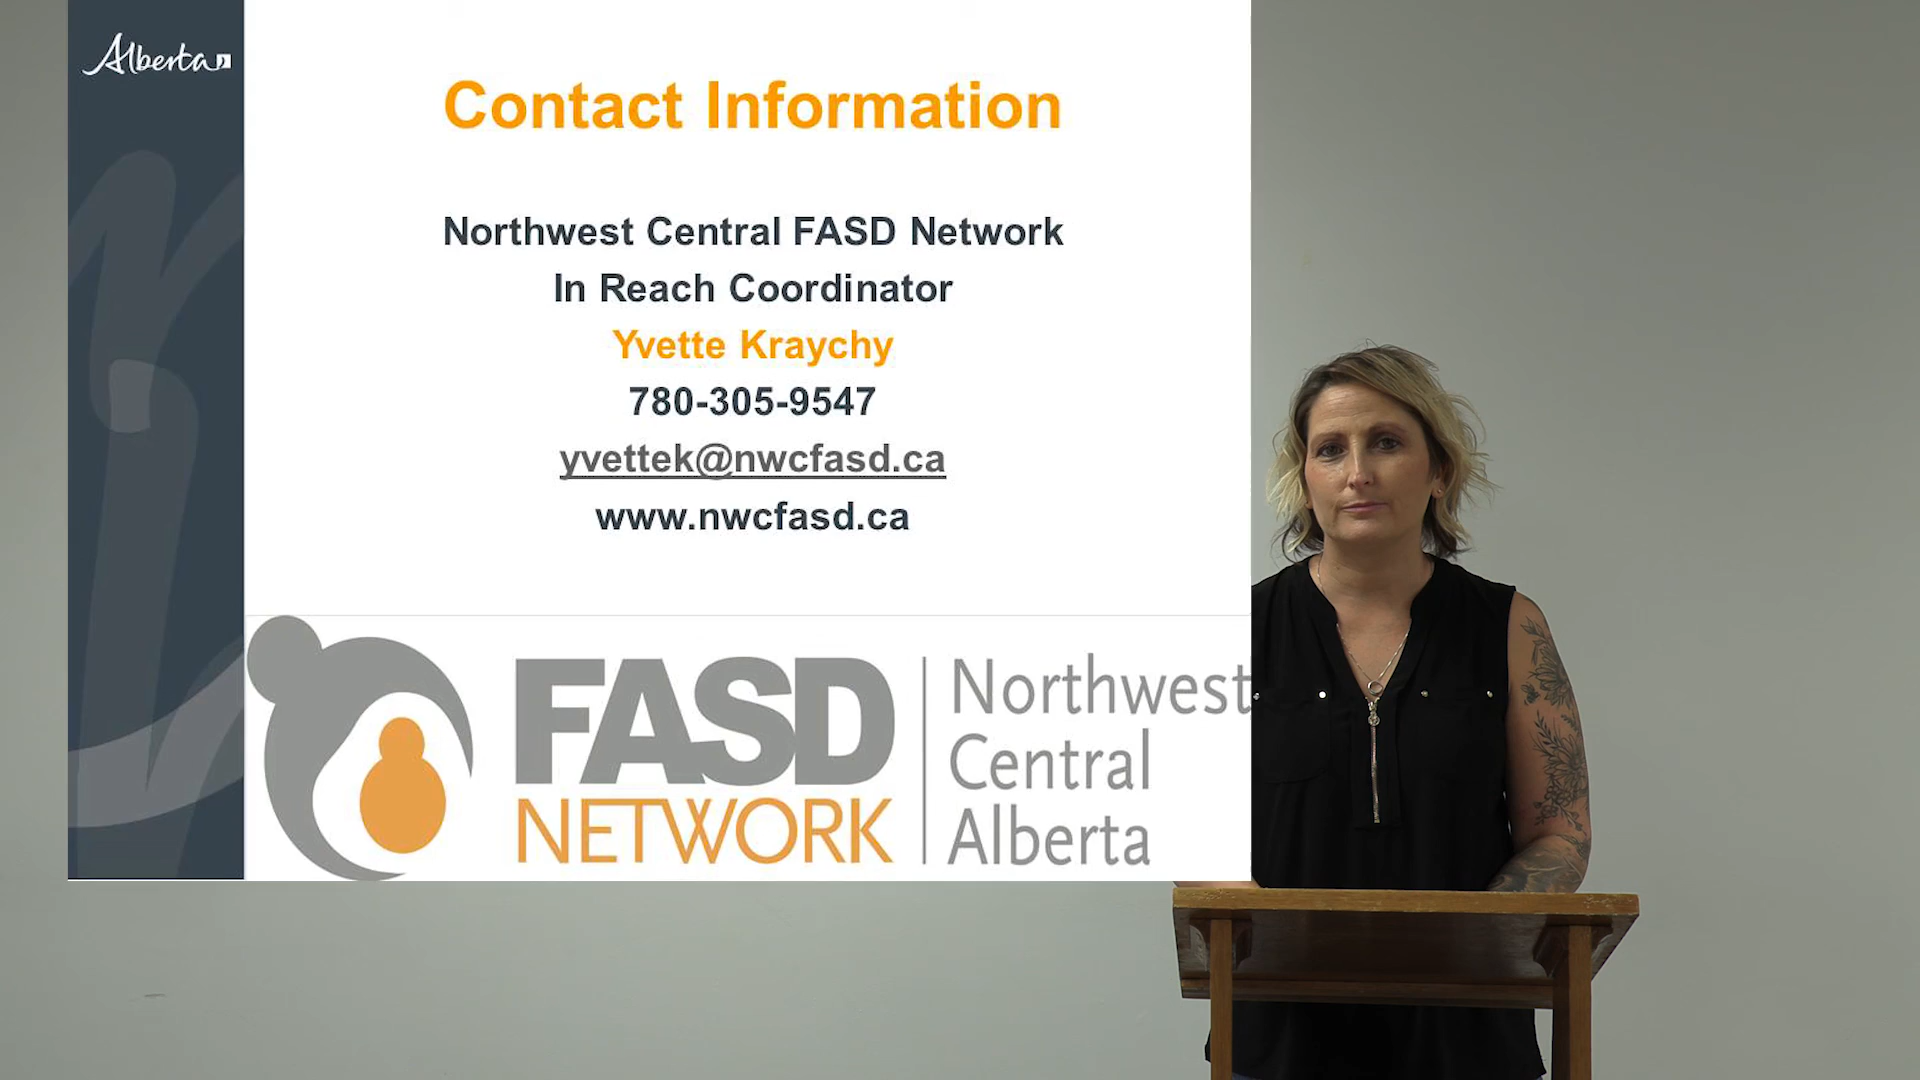 Alberta
Contact Information
Northwest Central FASD Network
In Reach Coordinator
Yvette Kraychy
780-305-9547
yvettek@nwcfasd.ca
www.nwcfasd.ca
FASD
NETWORK
Northwest
Central
Alberta